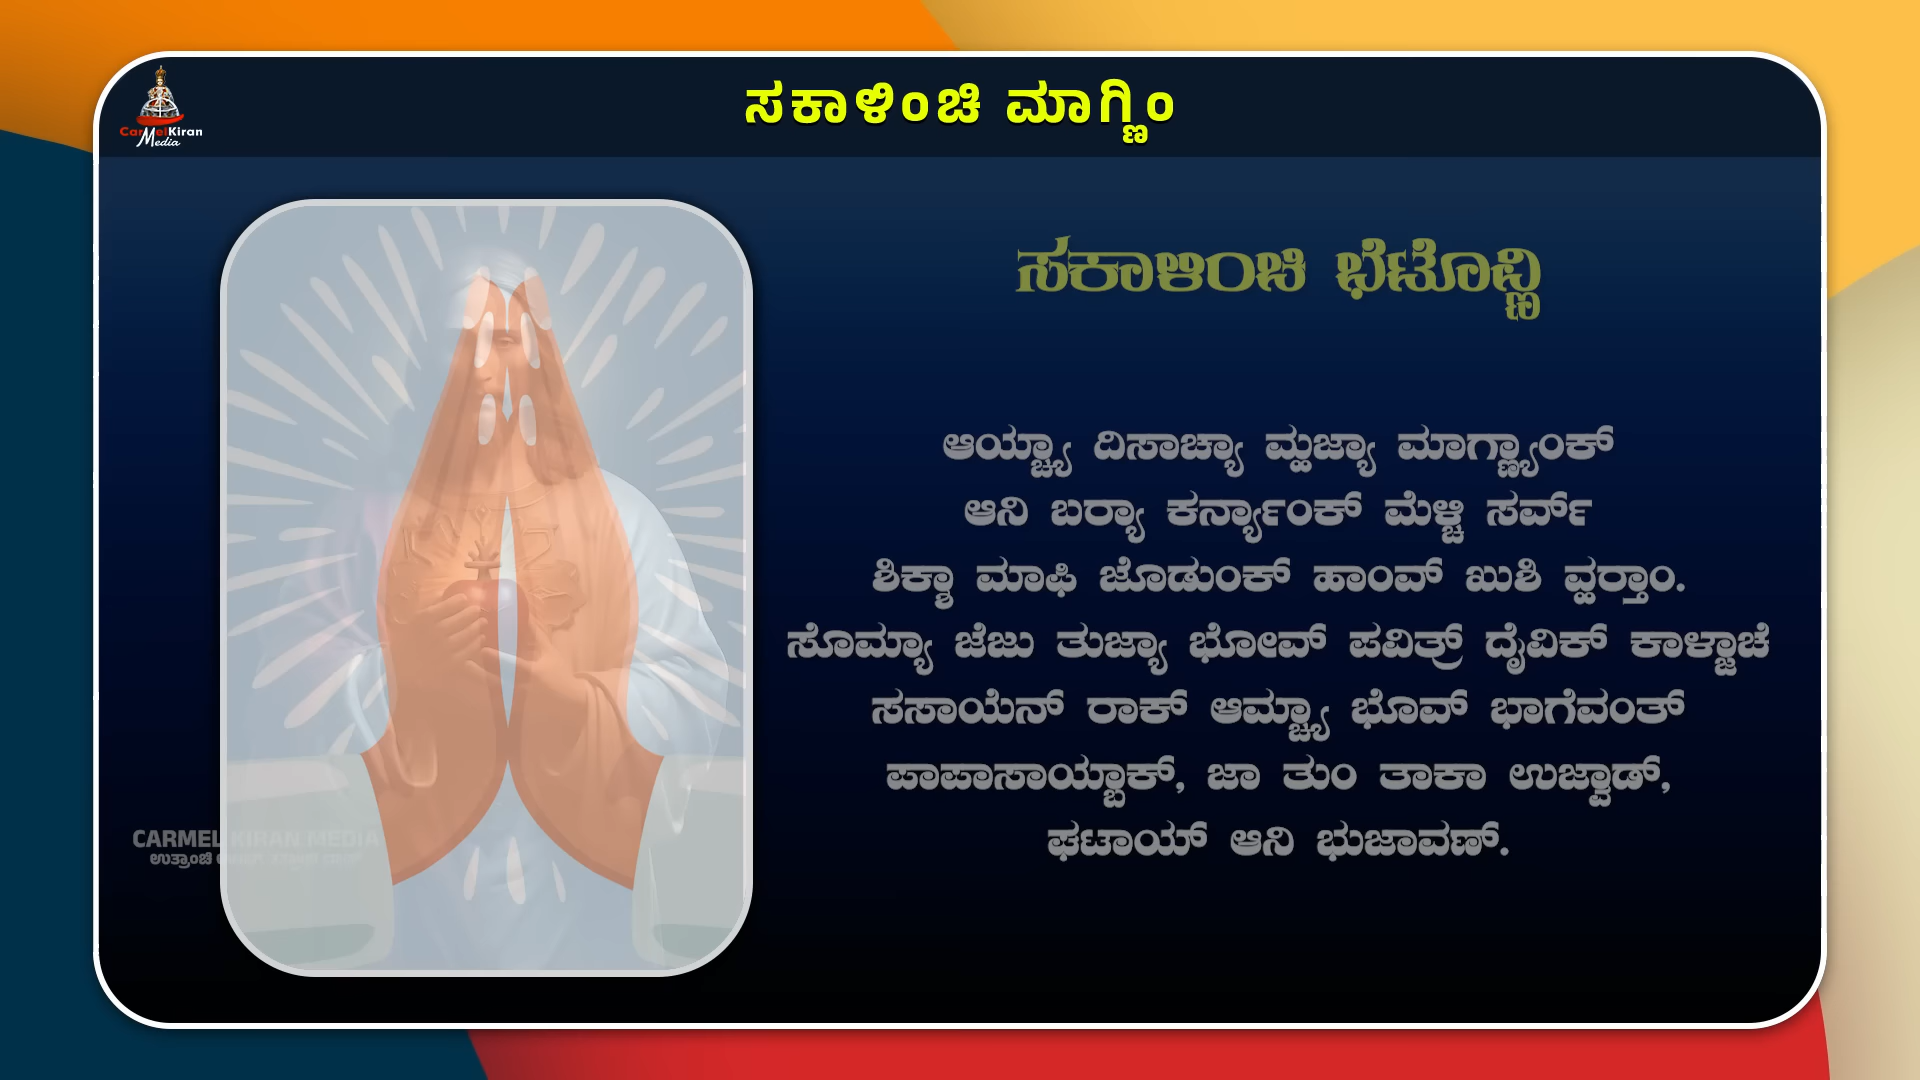 ಸಕಾಳಿಂಚಿ ಮಾಗ್ಣಿಂ
CarmelKiran
Media
ಸಕಾಳಿಂಚಿ ಭೆಟೊವ್ಣಿ
ಆಯ್ಚ್ಯಾ ದಿಸಾಚ್ಯಾ ಮ್ಹಜ್ಯಾ ಮಾಗ್ಣ್ಯಾಂಕ್
ಆನಿ ಬರ‍್ಯಾ ಕರ್ನ್ಯಾಂಕ್ ಮೆಳ್ಚಿ ಸರ್ವ್
ಶಿಕ್ಷಾ ಮಾಫಿ ಜೊಡುಂಕ್ ಹಾಂವ್ ಖುಶಿ ವ್ಹರ‍್ತಾಂ.
ಸೊಮ್ಯಾ ಜೆಜು ತುಜ್ಯಾ ಭೋವ್ ಪವಿತ್ರ್ ದೈವಿಕ್ ಕಾಳ್ಜಾಚೆ
ಸಸಾಯೆನ್ ರಾಕ್ ಆಮ್ಚ್ಯಾ ಭೊವ್ ಭಾಗೆವಂತ್
ಪಾಪಾಸಾಯ್ಬಾಕ್, ಜಾ ತುಂ ತಾಕಾ ಉಜ್ವಾಡ್,
ಘಟಾಯ್ ಆನಿ ಭುಜಾವಣ್.
CARMEL KIRAN MEDIA